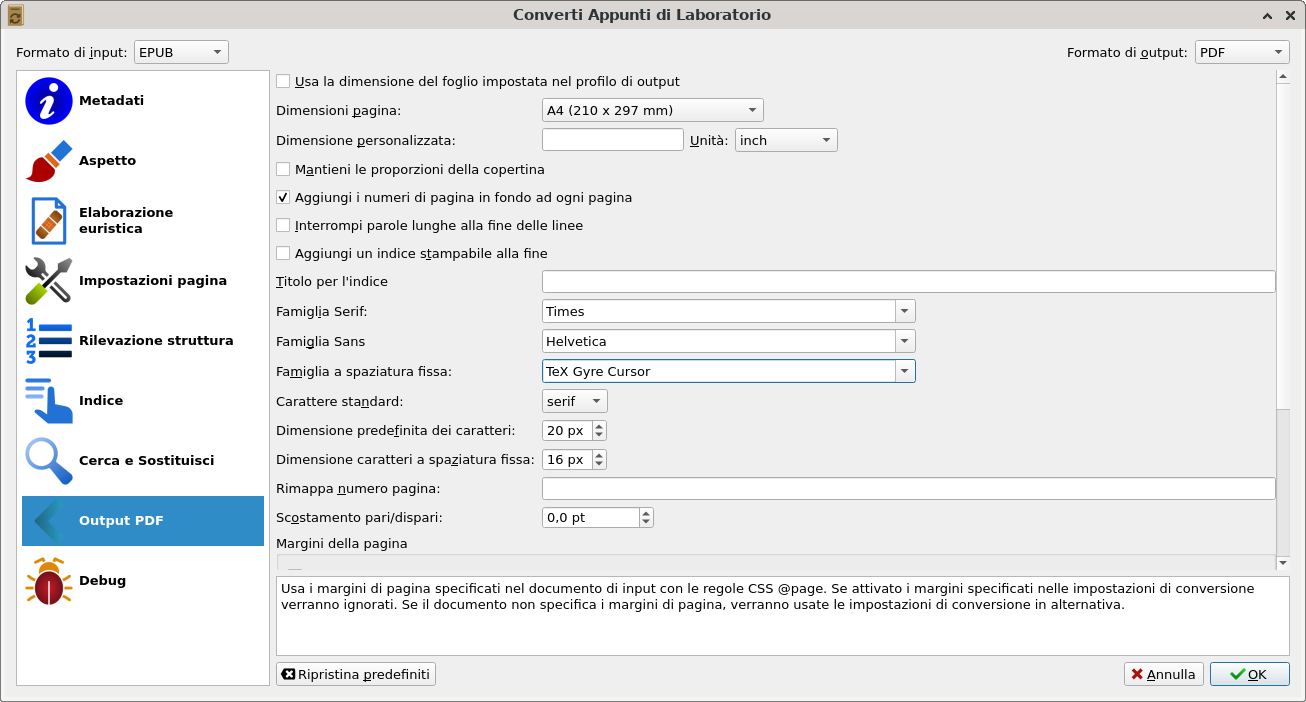 Converti Appunti di Laboratorio
Formato di input: EPUB
Formato di output: PDF
Metadati
Aspetto
Elaborazione
euristica
Impostazioni pagina
Rilevazione struttura
Indice
Cerca e Sostituisci
Output PDF
Debug
Usa la dimensione del foglio impostata nel profilo di output
Dimensioni pagina: A4 (210 x 297 mm)
Dimensione personalizzata: Unità: inch
Mantieni le proporzioni della copertina
Aggiungi i numeri di pagina in fondo ad ogni pagina
Interrompi parole lunghe alla fine delle linee
Aggiungi un indice stampabile alla fine
Titolo per l'indice
Famiglia Serif: Times
Famiglia Sans Helvetica
Famiglia a spaziatura fissa: TeX Gyre Cursor
Carattere standard: serif
Dimensione predefinita dei caratteri: 20 px
Dimensione caratteri a spaziatura fissa: 16 px
Rimappa numero pagina:
Scostamento pari/dispari: 0,0 pt
Margini della pagina
Usa i margini di pagina specificati nel documento di input con le regole CSS @page. Se attivato i margini specificati nelle impostazioni di conversione
verranno ignorati. Se il documento non specifica i margini di pagina, verranno usate le impostazioni di conversione in alternativa.
Ripristina predefiniti
Annulla
OK